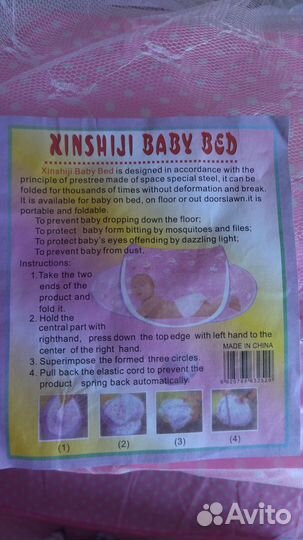 XINSHIJI BABY BED
Xinshiji Baby Bed is designed in accordance with the
principle of prestree made of space special steel, it can be
folded for thousands of times without deformation and break.
It is available for baby on bed, on floor or out doorslawn.it is
portable and foldable.
To prevent baby dropping down the floor;
To protect baby form bitting by mosquitoes and files;
To protect baby's eyes offending by dazzling light;
To prevent baby from dust.
Instructions:
1.Take the two
ends of the
product and
fold it.
2. Hold the
central part with
righthand, press down the top edge with left hand to the
center of the right hand.
3. Superimpose the formed three circles
4. Pull back the elastic cord to prevent the
product spring back automatically.
MADE IN CHINA
(1) (2) (3) (4)
Avito